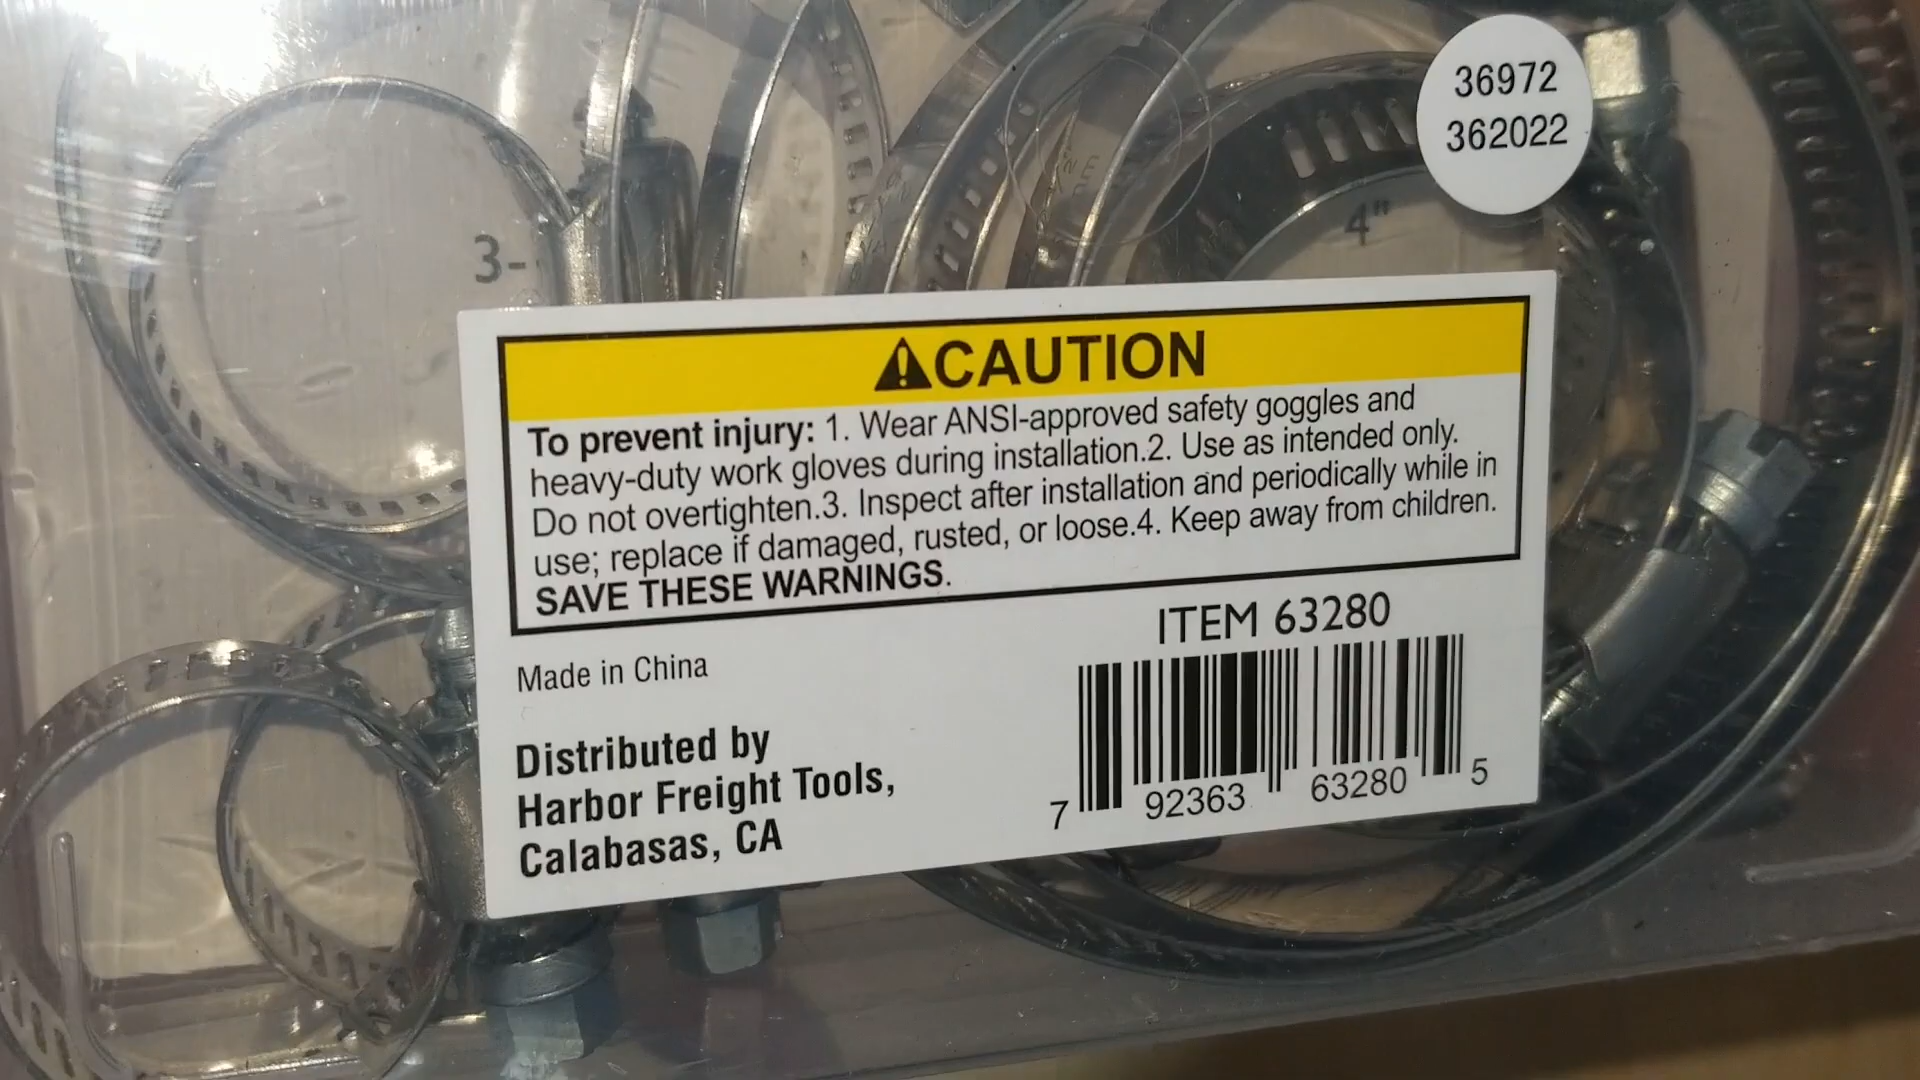 36972
362022
3-
4"
CAUTION
To prevent injury: 1. Wear ANSI-approved safety goggles and
heavy-duty work gloves during installation.2. Use as intended only.
Do not overtighten.3. Inspect after installation and periodically while in
use; replace if damaged, rusted, or loose.4. Keep away from children.
SAVE THESE WARNINGS.
ITEM 63280
Made in China
Distributed by
Harbor Freight Tools,
Calabasas, CA
7 92363 63280 5